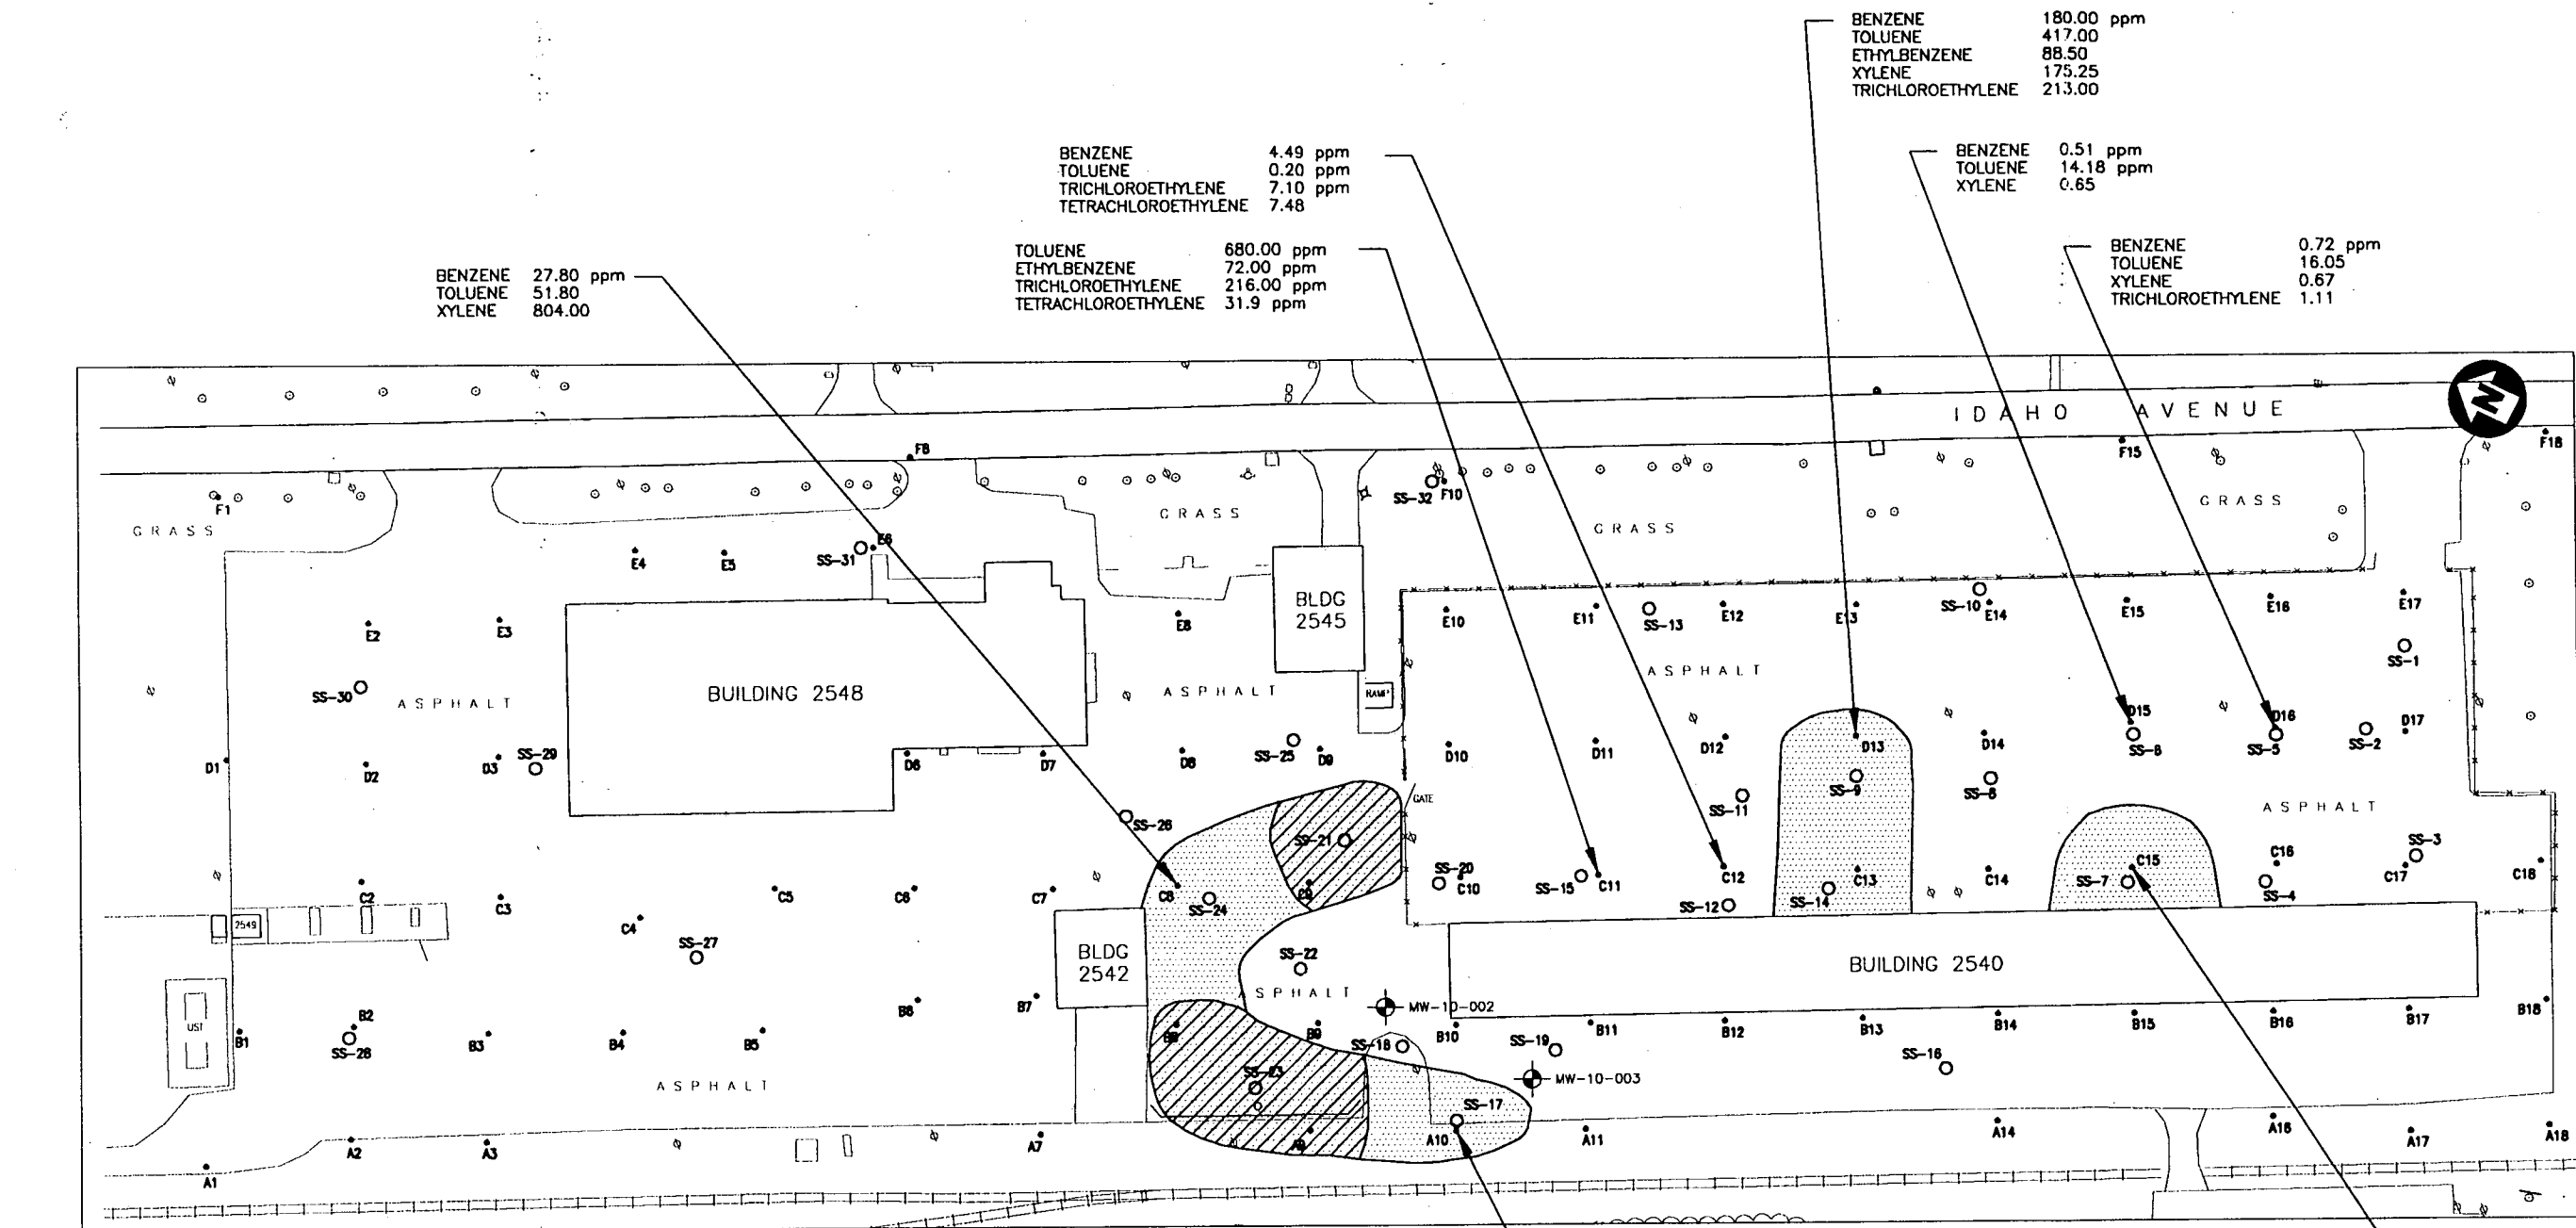 BENZENE 180.00 ppm
TOLUENE 417.00
ETHYLBENZENE 88.50
XYLENE 175.25
TRICHLOROETHYLENE 213.00
BENZENE 4.49 ppm
TOLUENE 0.20 ppm
TRICHLOROETHYLENE 7.10 ppm
TETRACHLOROETHYLENE 7.48
BENZENE 0.51 ppm
TOLUENE 14.18 ppm
XYLENE 0.65
TOLUENE 680.00 ppm
ETHYLBENZENE 72.00 ppm
TRICHLOROETHYLENE 216.00 ppm
TETRACHLOROETHYLENE 31.9 ppm
BENZENE 0.72 ppm
TOLUENE 16.05
XYLENE 0.67
TRICHLOROETHYLENE 1.11
BENZENE 27.80 ppm
TOLUENE 51.80
XYLENE 804.00
IDAHO AVENUE
N
F8
F15
F18
F1
SS-32
F10
GRASS
GRASS
GRASS
GRASS
E4
E5
SS-31
E6
BLDG
2545
E2
E3
E8
E10
E11
SS-13
E12
E13
SS-10
E14
E15
E16
E17
SS-1
SS-30
ASPHALT
BUILDING 2548
ASPHALT
RAMP
ASPHALT
D1
D2
D3
SS-29
D6
D7
D8
SS-25
D9
D10
D11
D12
D13
D14
D15
SS-6
D16
SS-5
SS-2
D17
SS-26
SS-21
GATE
SS-11
SS-9
SS-8
ASPHALT
C2
C3
C4
C5
C6
C7
C8
SS-24
C9
SS-20
C10
SS-15
C11
C12
SS-12
SS-14
C13
C14
C15
SS-7
C16
SS-4
SS-3
C17
C18
2549
SS-27
BLDG
2542
SS-22
ASPHALT
BUILDING 2540
MW-10-002
UST
B1
B2
SS-28
B3
B4
B5
B6
B7
B8
B9
SS-18
B10
SS-19
B11
B12
B13
B14
B15
B16
B17
B18
SS-16
ASPHALT
SS-23
MW-10-003
SS-17
A1
A2
A3
A7
A10
A11
A14
A16
A17
A18